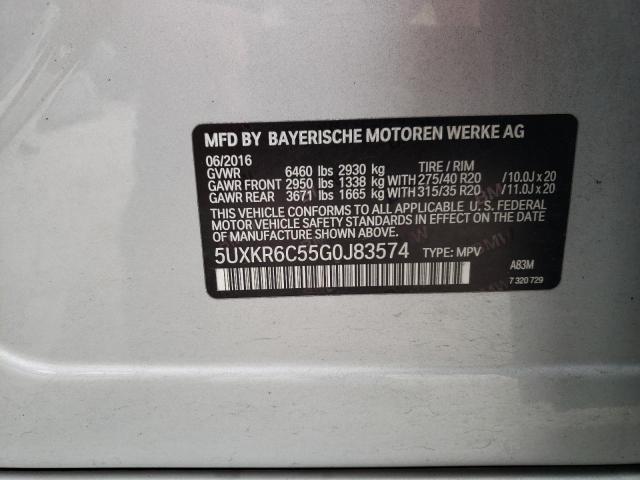 MFD BY BAYERISCHE MOTOREN WERKE AG
06/2016
GVWR 6460 lbs 2930 kg TIRE / RIM
GAWR FRONT 2950 lbs 1338 kg WITH 275/40 R20 /10.0J x 20
GAWR REAR 3671 lbs 1665 kg WITH 315/35 R20 /11.0J x 20
THIS VEHICLE CONFORMS TO ALL APPLICABLE U. S. FEDERAL
MOTOR VEHICLE SAFETY STANDARDS IN EFFECT ON THE DATE OF
MANUFACTURE SHOWN ABOVE.
5UXKR6C55G0J83574 TYPE: MPV
A83M
7 320 729